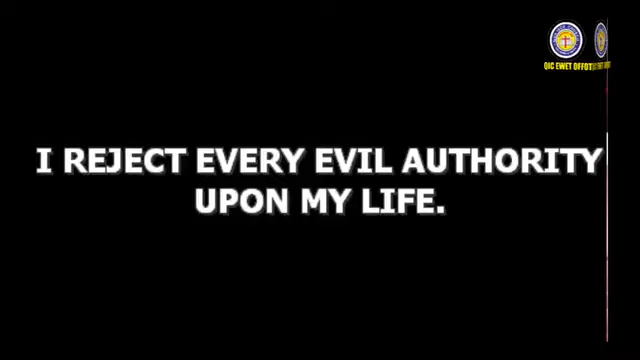 I REJECT EVERY EVIL AUTHORITY
UPON MY LIFE.
QIC EWET OFFOT